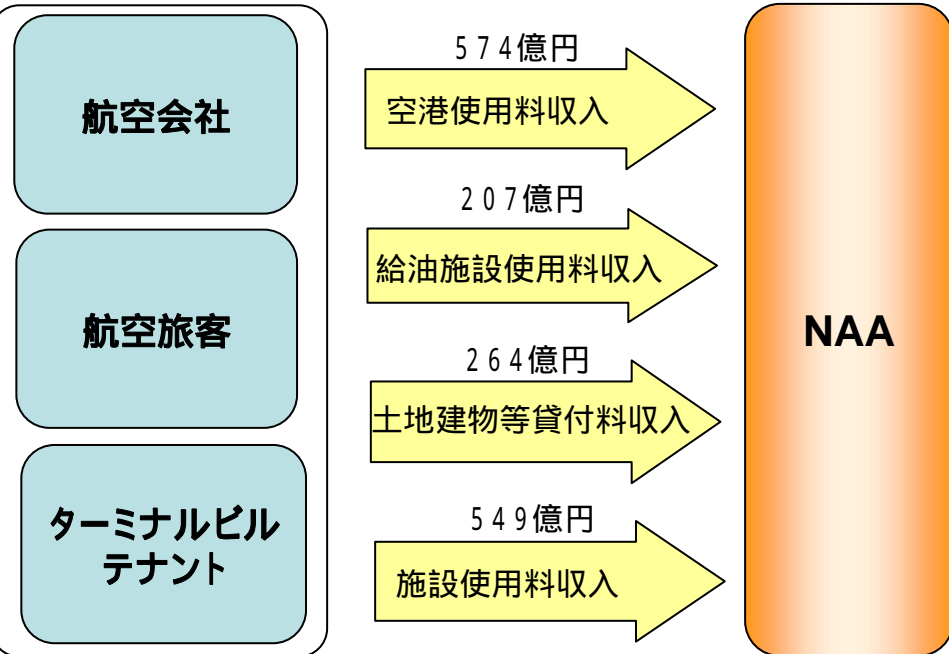 航空会社
航空旅客
ターミナルビル
テナント
574億円
空港使用料収入
207億円
給油施設使用料収入
264億円
土地建物等貸付料収入
549億円
施設使用料収入
NAA